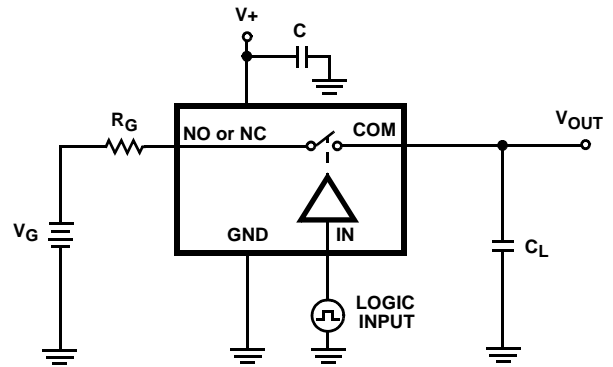 V+
C
RG
NO or NC
COM
VOUT
VG
GND
IN
CL
LOGIC
INPUT